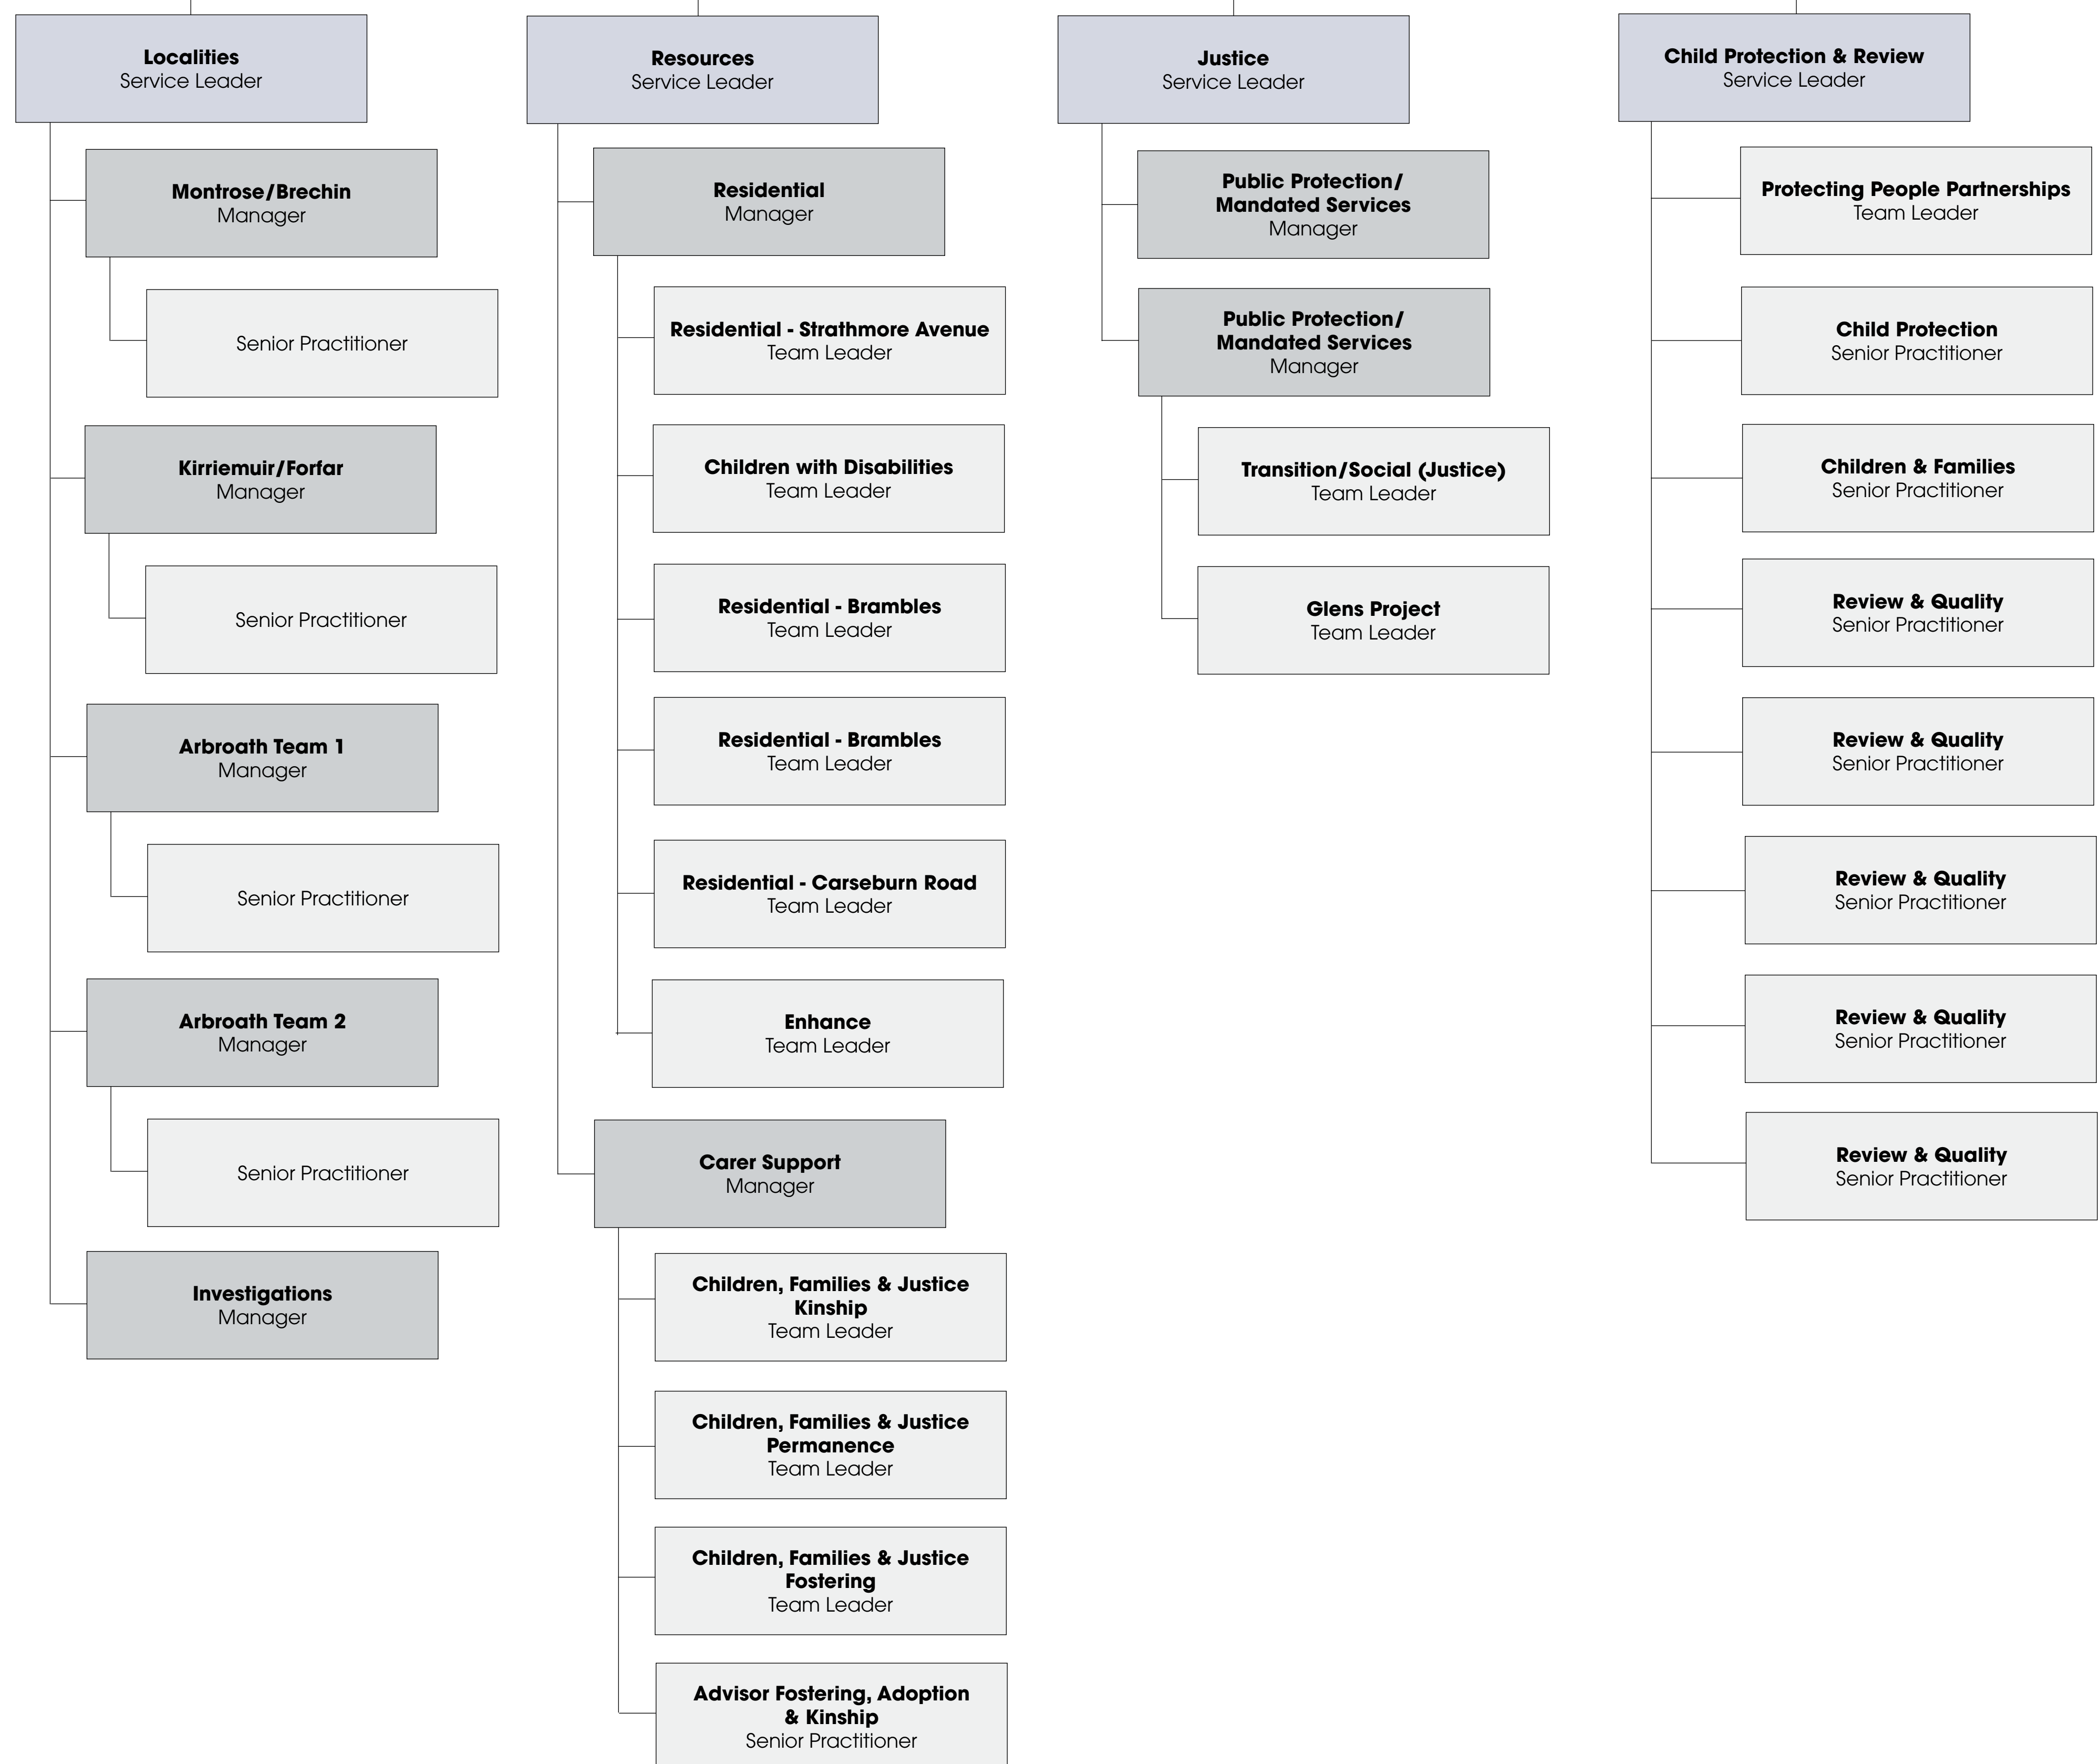 Localities
Service Leader
Montrose/Brechin
Manager
Senior Practitioner
Kirriemuir/Forfar
Manager
Senior Practitioner
Arbroath Team 1
Manager
Senior Practitioner
Arbroath Team 2
Manager
Senior Practitioner
Investigations
Manager
Resources
Service Leader
Residential
Manager
Residential - Strathmore Avenue
Team Leader
Children with Disabilities
Team Leader
Residential - Brambles
Team Leader
Residential - Brambles
Team Leader
Residential - Carseburn Road
Team Leader
Enhance
Team Leader
Carer Support
Manager
Children, Families & Justice
Kinship
Team Leader
Children, Families & Justice
Permanence
Team Leader
Children, Families & Justice
Fostering
Team Leader
Advisor Fostering, Adoption
& Kinship
Senior Practitioner
Justice
Service Leader
Public Protection/
Mandated Services
Manager
Public Protection/
Mandated Services
Manager
Transition/Social (Justice)
Team Leader
Glens Project
Team Leader
Child Protection & Review
Service Leader
Protecting People Partnerships
Team Leader
Child Protection
Senior Practitioner
Children & Families
Senior Practitioner
Review & Quality
Senior Practitioner
Review & Quality
Senior Practitioner
Review & Quality
Senior Practitioner
Review & Quality
Senior Practitioner
Review & Quality
Senior Practitioner